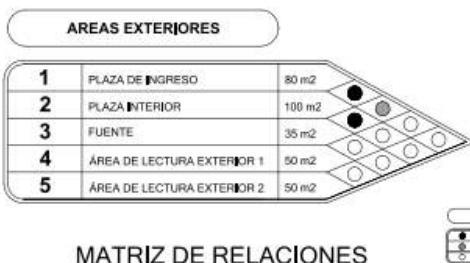 AREAS EXTERIORES
1 PLAZA DE INGRESO 80 m2
2 PLAZA INTERIOR 100 m2
3 FUENTE 35 m2
4 ÁREA DE LECTURA EXTERIOR 1 50 m2
5 ÁREA DE LECTURA EXTERIOR 2 50 m2
MATRIZ DE RELACIONES